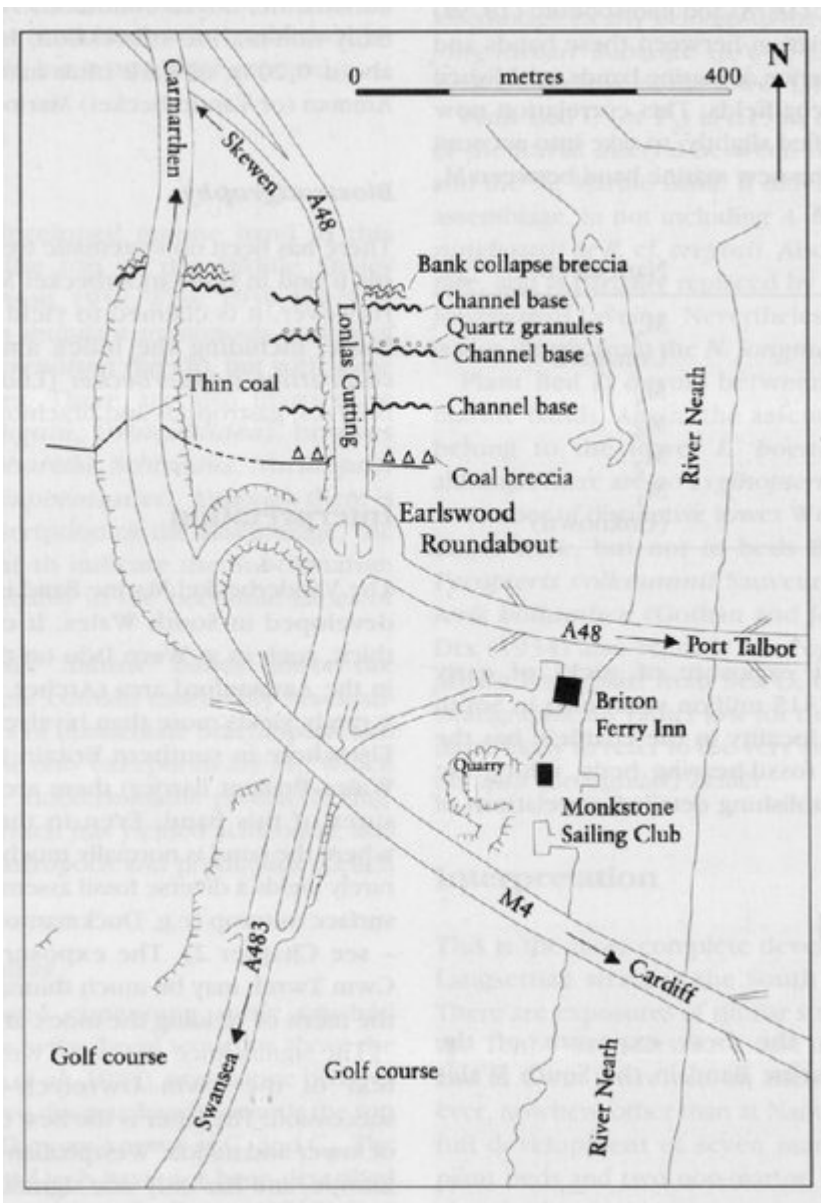 N
0 metres 400
Carmarthen
Skewen
A48
Bank collapse breccia
Channel base
Quartz granules
Channel base
Lonlas Cutting
Thin coal
Channel base
River Neath
Coal breccia
Earlswood
Roundabout
A48
Port Talbot
Briton
Ferry Inn
Quarry
Monkstone
Sailing Club
M4
Cardiff
A483
Swansea
Golf course
Golf course
River Neath